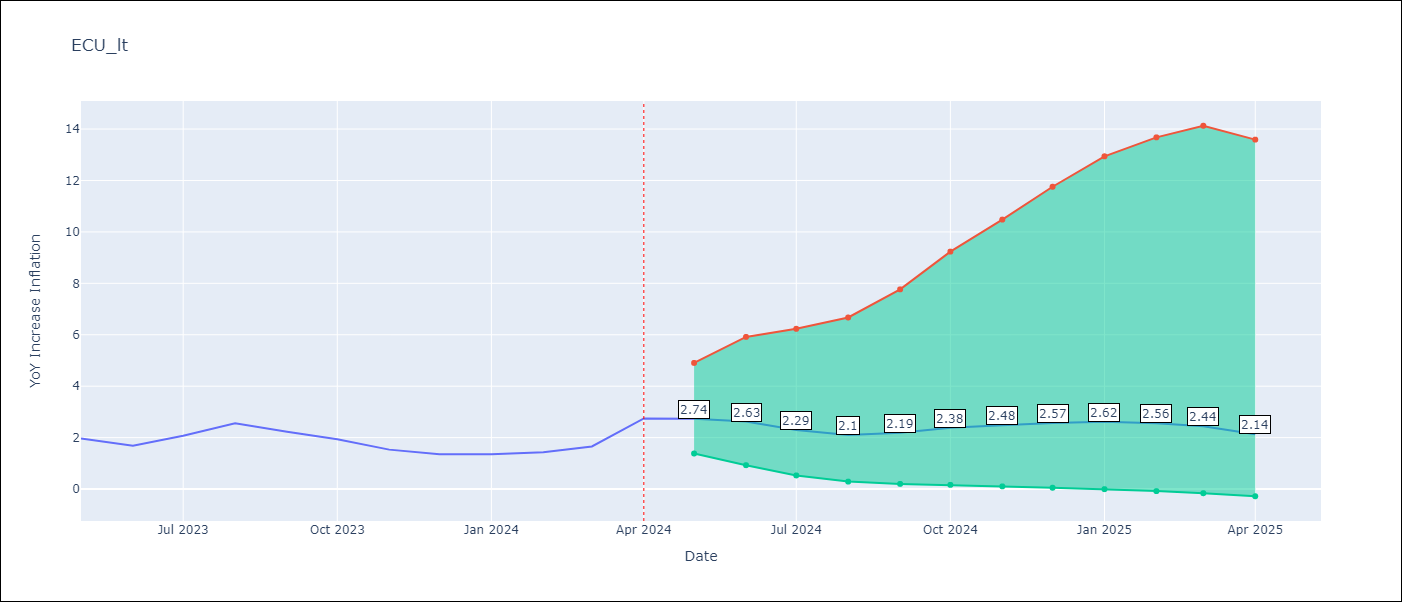 ECU_lt
YoY Increase Inflation
14
12
10
8
6
4
2
0
2.74
2.63
2.29
2.1
2.19
2.38
2.48
2.57
2.62
2.56
2.44
2.14
Jul 2023
Oct 2023
Jan 2024
Apr 2024
Jul 2024
Oct 2024
Jan 2025
Apr 2025
Date